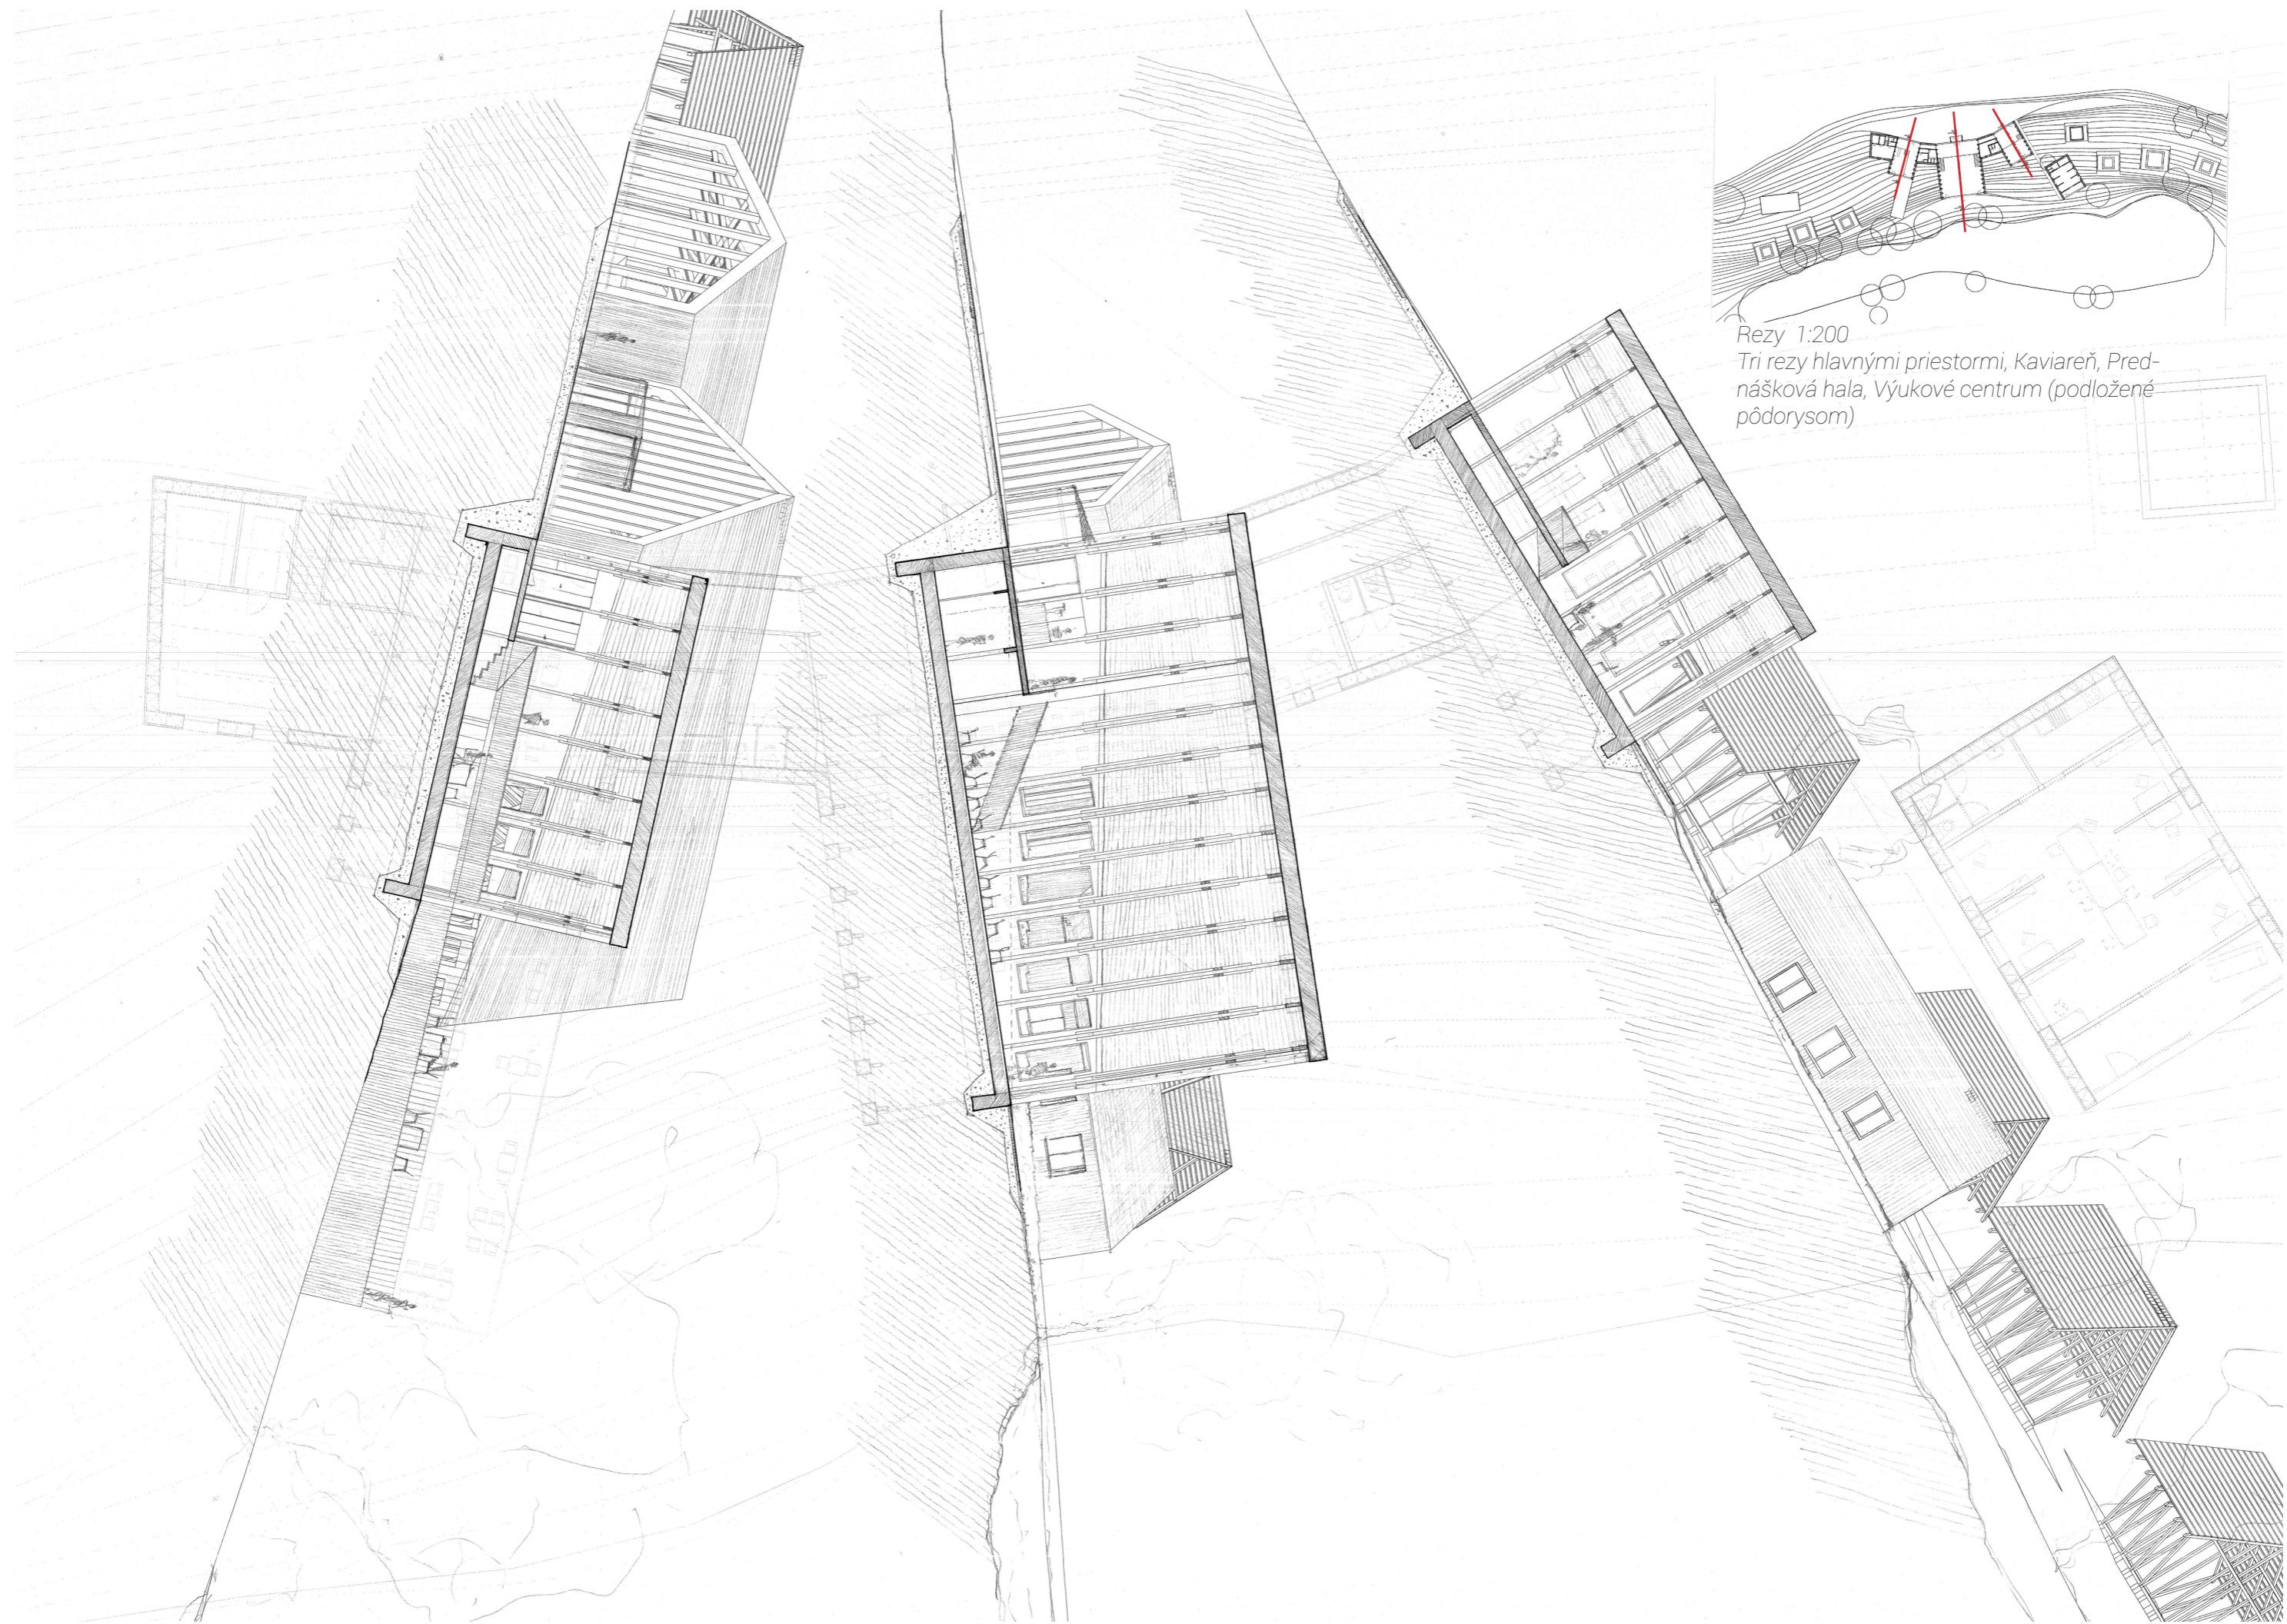 Rezy 1:200
Tri rezy hlavnými priestormi, Kaviareň, Pred-
nášková hala, Výukové centrum (podložené
pôdorysom)